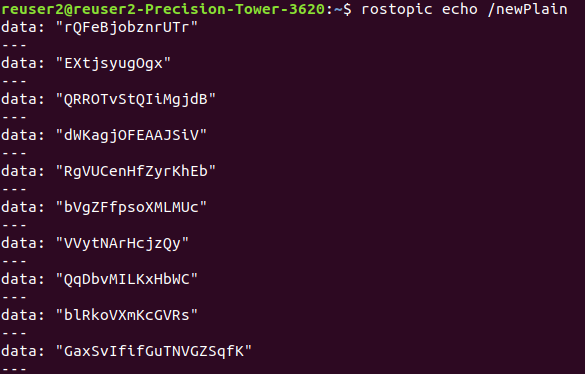 reuser2@reuser2-Precision-Tower-3620:~$ rostopic echo /newPlain
data: "rQFeBjobznrUTr"
---
data: "EXtjsyugOgx"
---
data: "QRROTvStQIiMgjdB"
---
data: "dWKagjOFEAAJSiV"
---
data: "RgVUCenHfZyrKhEb"
---
data: "bVgZFfpsoXMLMUc"
---
data: "VVytNArHcjzQy"
---
data: "QqDbvMILKxHbWC"
---
data: "blRkoVXmKcGVRs"
---
data: "GaxSvIfifGuTNVGZSqfK"
---